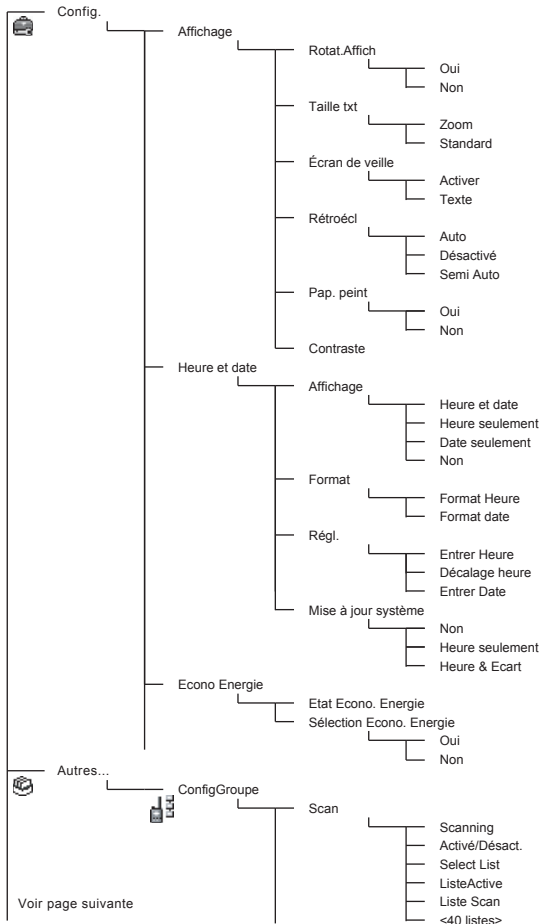 Config.
Affichage
Rotat.Affich
Oui
Non
Taille txt
Zoom
Standard
Écran de veille
Activer
Texte
Rétroécl
Auto
Désactivé
Semi Auto
Pap. peint
Oui
Non
Contraste
Heure et date
Affichage
Heure et date
Heure seulement
Date seulement
Non
Format
Format Heure
Format date
Régl.
Entrer Heure
Décalage heure
Entrer Date
Mise à jour système
Non
Heure seulement
Heure & Ecart
Econo Energie
Etat Econo. Energie
Sélection Econo. Energie
Oui
Non
Autres...
ConfigGroupe
Scan
Scanning
Activé/Désact.
Select List
ListeActive
Liste Scan
<40 listes>
Voir page suivante